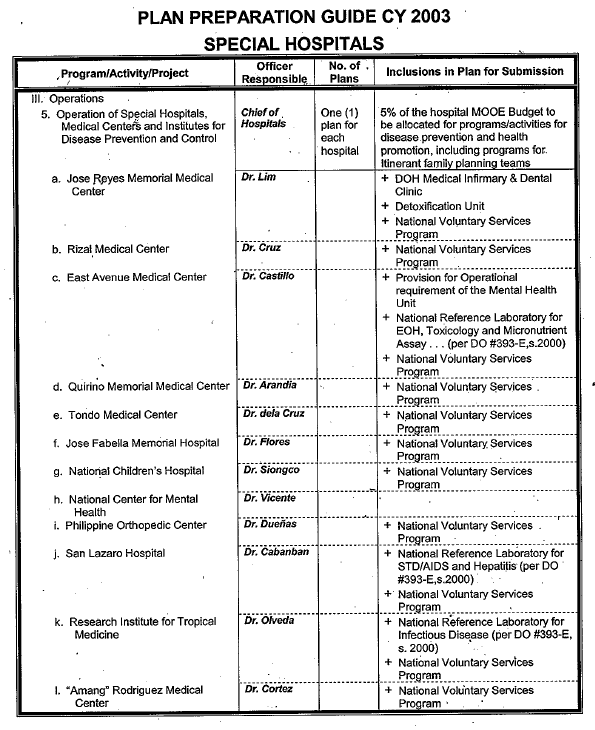 PLAN PREPARATION GUIDE CY 2003
SPECIAL HOSPITALS
Program/Activity/Project
Officer
Responsible
No. of
Plans
Inclusions in Plan for Submission
III. Operations
5. Operation of Special Hospitals,
Medical Centers and Institutes for
Disease Prevention and Control
Chief of
Hospitals
One (1)
plan for
each
hospital
5% of the hospital MOOE Budget to
be allocated for programs/activities for
disease prevention and health
promotion, including programs for
Itinerant family planning teams
a. Jose Reyes Memorial Medical
Center
Dr. Lim
+ DOH Medical Infirmary & Dental
Clinic
+ Detoxification Unit
+ National Voluntary Services
Program
b. Rizal Medical Center
Dr. Cruz
+ National Voluntary Services
Program
c. East Avenue Medical Center
Dr. Castillo
+ Provision for Operational
requirement of the Mental Health
Unit
+ National Reference Laboratory for
EOH, Toxicology and Micronutrient
Assay . . . (per DO #393-E,s.2000)
+ National Voluntary Services
Program
d. Quirino Memorial Medical Center
Dr. Arandia
+ National Voluntary Services
Program
e. Tondo Medical Center
Dr. dela Cruz
+ National Voluntary Services
Program
f. Jose Fabella Memorial Hospital
Dr. Flores
+ National Voluntary Services
Program
g. National Children's Hospital
Dr. Siongco
+ National Voluntary Services
Program
h. National Center for Mental
Health
Dr. Vicente
i. Philippine Orthopedic Center
Dr. Dueñas
+ National Voluntary Services
Program
j. San Lazaro Hospital
Dr. Cabanban
+ National Reference Laboratory for
STD/AIDS and Hepatitis (per DO
#393-E,s.2000)
+ National Voluntary Services
Program
k. Research Institute for Tropical
Medicine
Dr. Olveda
+ National Reference Laboratory for
Infectious Disease (per DO #393-E,
s. 2000)
+ National Voluntary Services
Program
l. "Amang" Rodriguez Medical
Center
Dr. Cortez
+ National Voluntary Services
Program